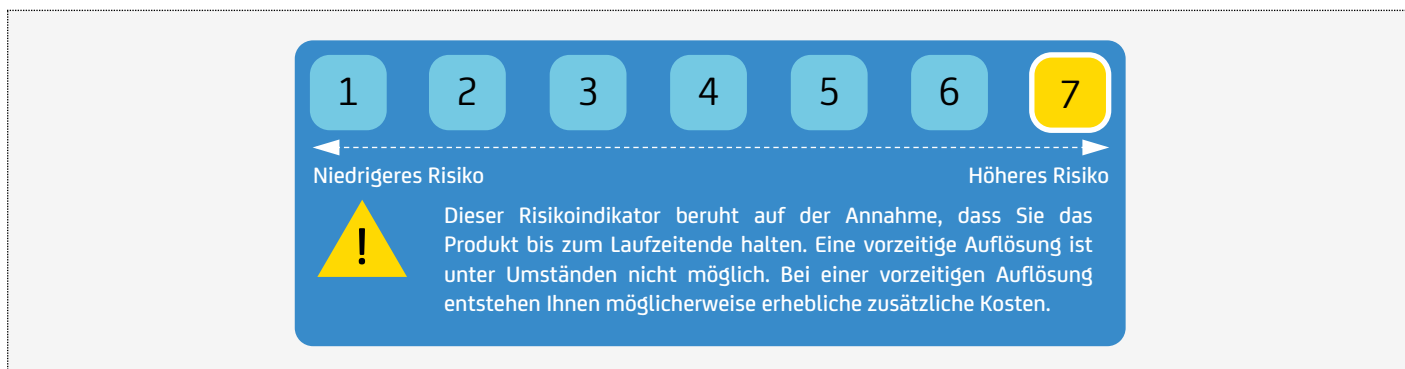 1 2 3 4 5 6 7
Niedrigeres Risiko Höheres Risiko
!
Dieser Risikoindikator beruht auf der Annahme, dass Sie das
Produkt bis zum Laufzeitende halten. Eine vorzeitige Auflösung ist
unter Umständen nicht möglich. Bei einer vorzeitigen Auflösung
entstehen Ihnen möglicherweise erhebliche zusätzliche Kosten.